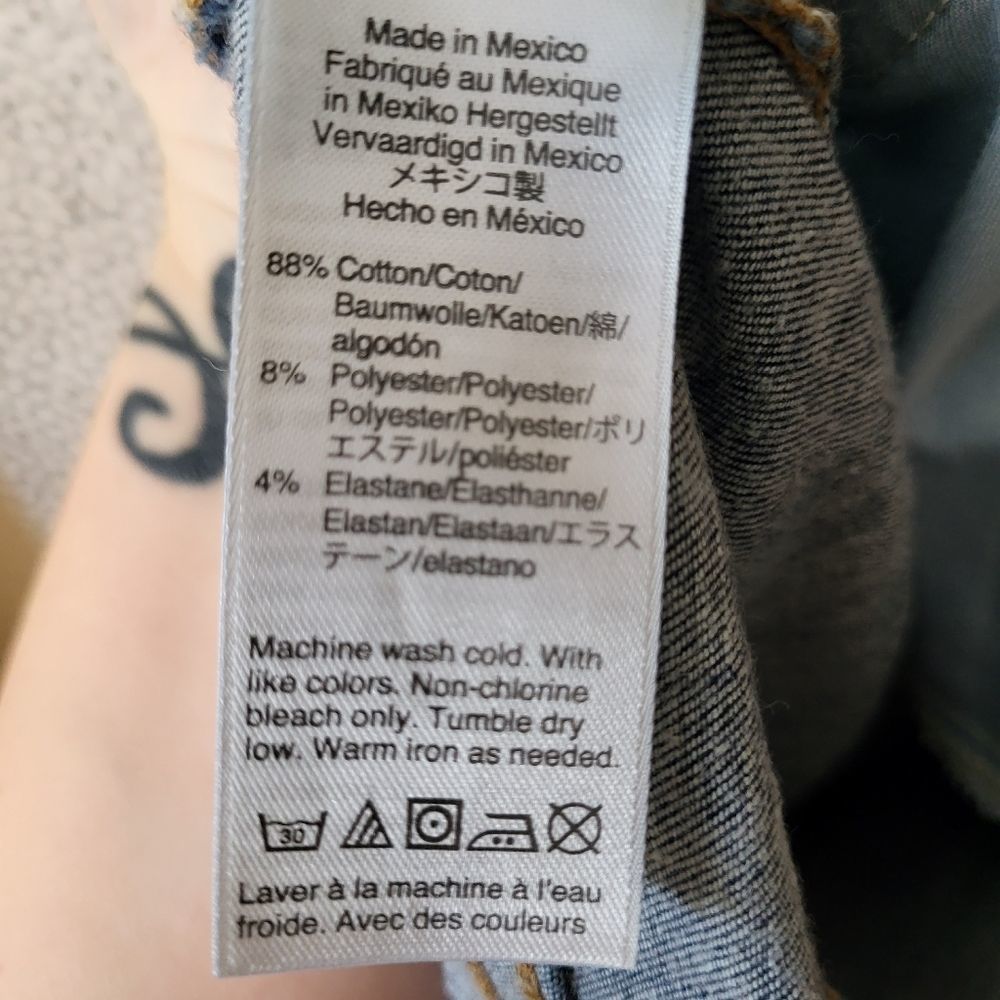 Made in Mexico
Fabriqué au Mexique
in Mexiko Hergestellt
Vervaardigd in Mexico
メキシコ製
Hecho en México
88% Cotton/Coton/
Baumwolle/Katoen/綿/
algodón
8% Polyester/Polyester/
Polyester/Polyester/ポリ
エステル/poliéster
4% Elastane/Élasthanne/
Elastan/Elastaan/エラス
テーン/elastano
Machine wash cold. With
like colors. Non-chlorine
bleach only. Tumble dry
low. Warm iron as needed.
30
Laver à la machine à l'eau
froide. Avec des couleurs